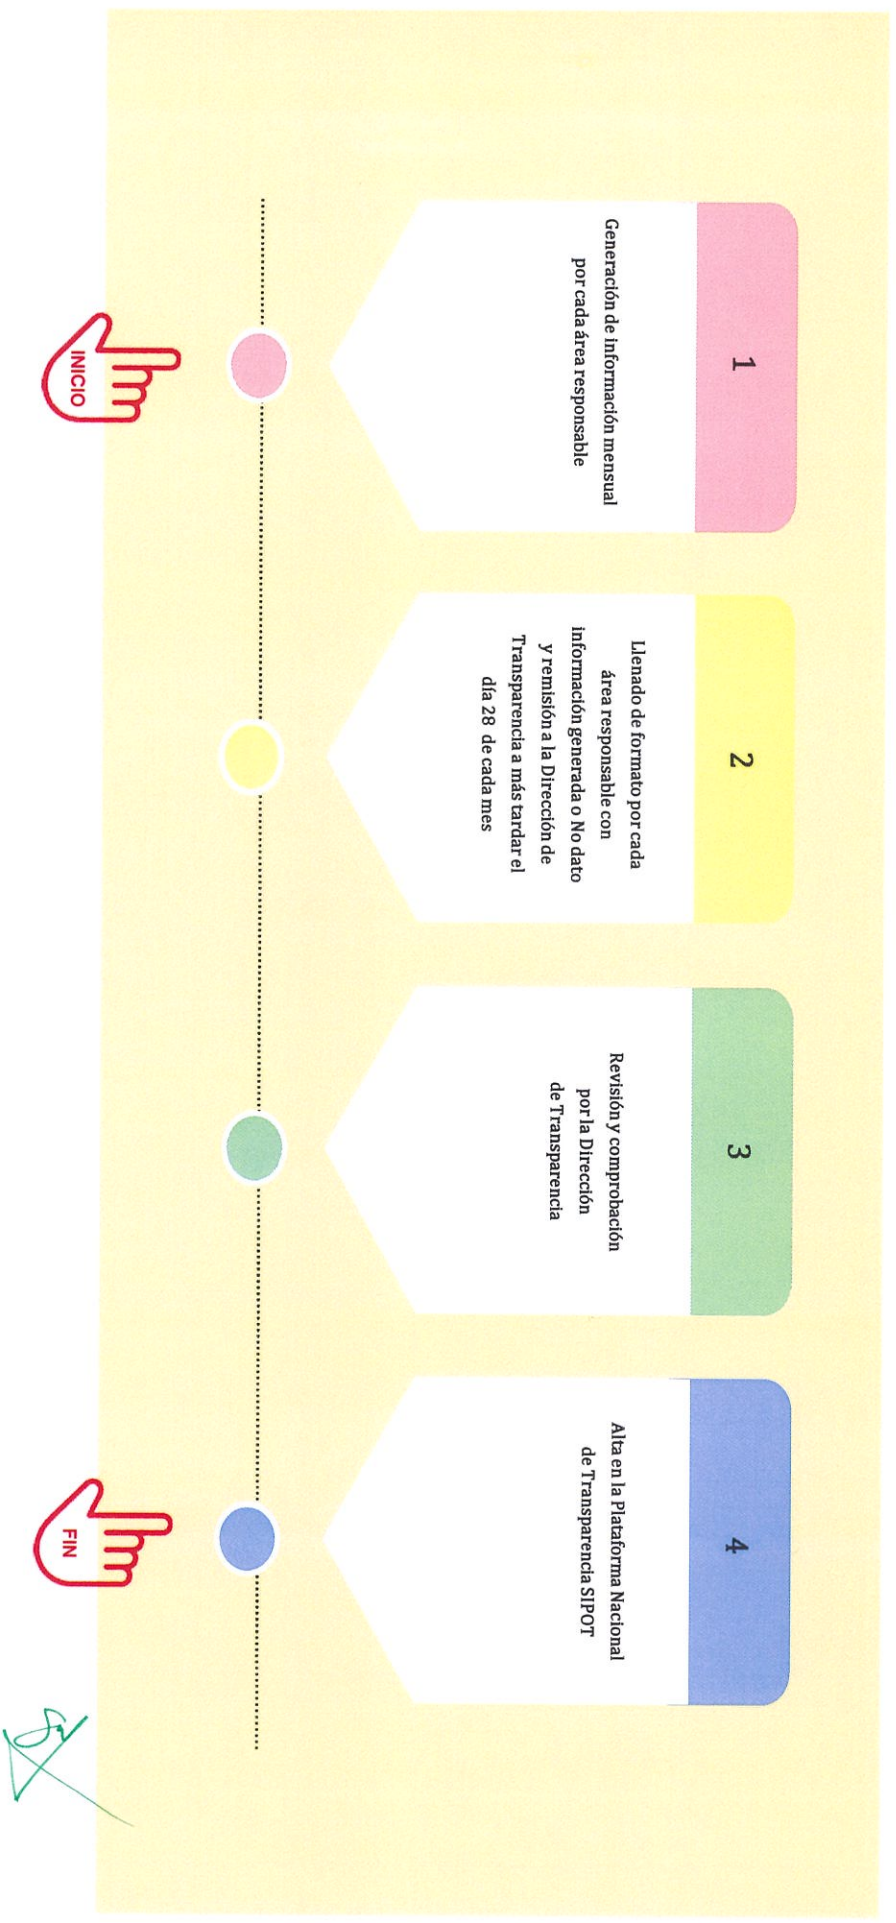 1
Generación de información mensual
por cada área responsable
2
Llenado de formato por cada
área responsable con
información generada o No dato
y remisión a la Dirección de
Transparencia a más tardar el
día 28 de cada mes
3
Revisión y comprobación
por la Dirección
de Transparencia
4
Alta en la Plataforma Nacional
de Transparencia SIPOT
INICIO
FIN